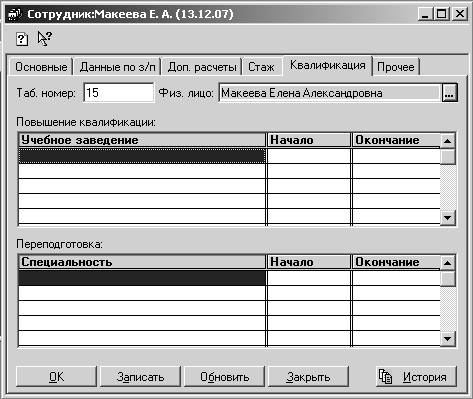 Сотрудник:Макеева Е. А. (13.12.07)
Основные Данные по з/п Доп. расчеты Стаж Квалификация Прочее
Таб. номер: 15 Физ. лицо: Макеева Елена Александровна ...
Повышение квалификации:
Учебное заведение Начало Окончание
Переподготовка:
Специальность Начало Окончание
OK Записать Обновить Закрыть История